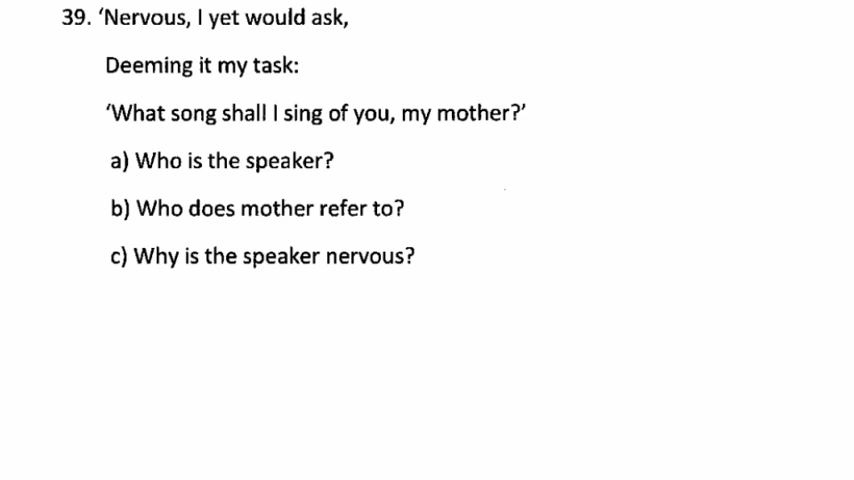 39. ‘Nervous, I yet would ask,
Deeming it my task:
‘What song shall I sing of you, my mother?’
a) Who is the speaker?
b) Who does mother refer to?
c) Why is the speaker nervous?